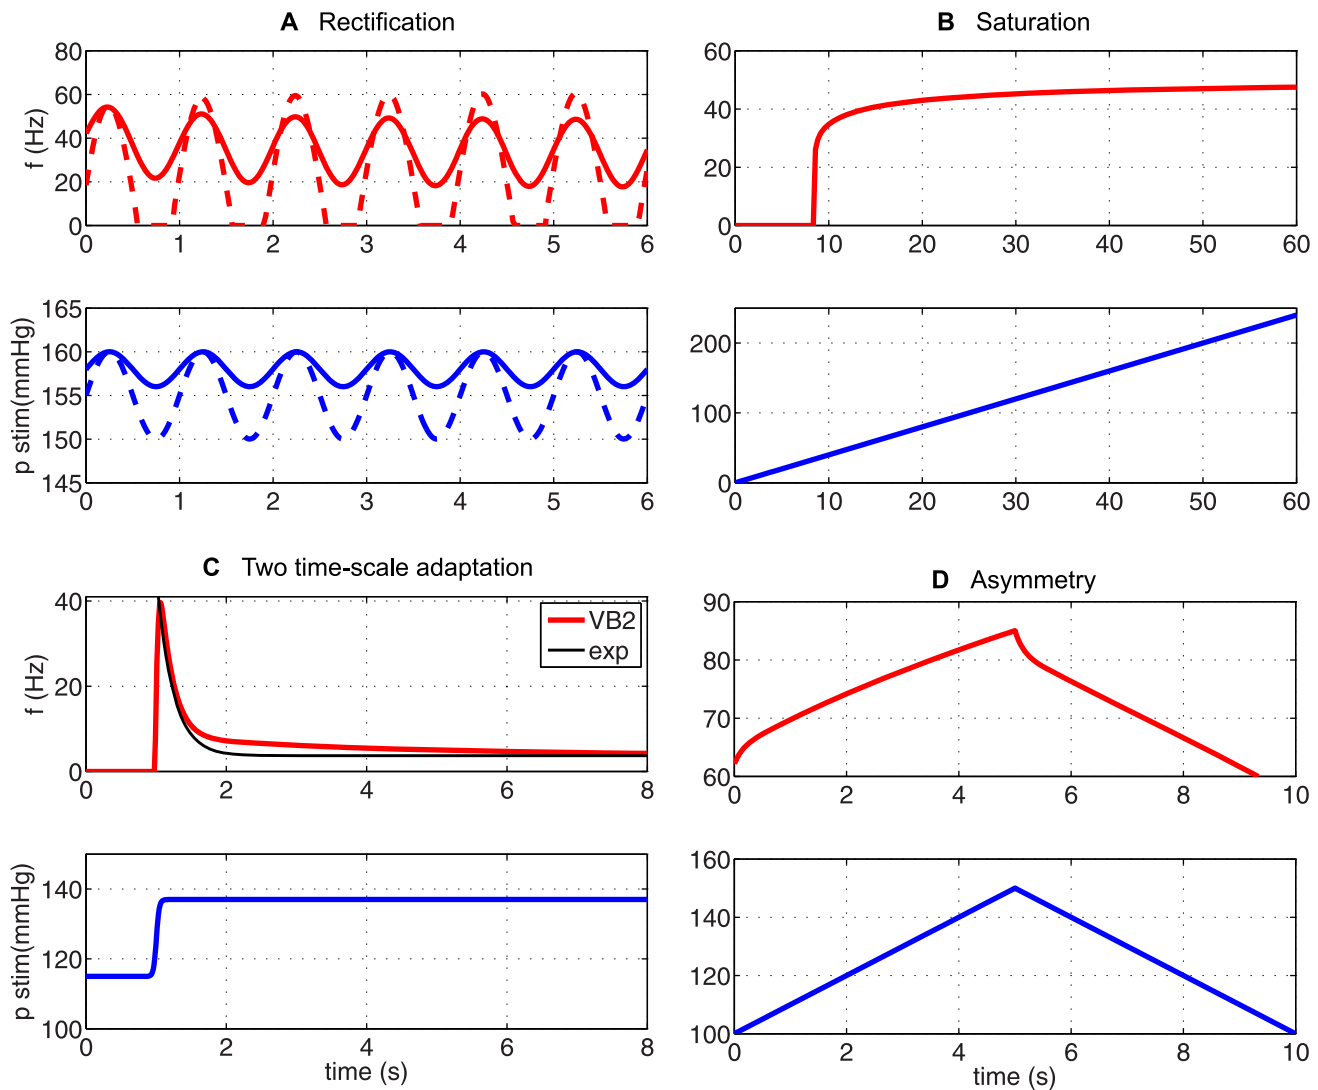 A Rectification
80
60
40
20
0
f (Hz)
0 1 2 3 4 5 6
165
160
155
150
145
p stim(mmHg)
0 1 2 3 4 5 6
B Saturation
60
40
20
0
0 10 20 30 40 50 60
200
100
0
0 10 20 30 40 50 60
C Two time-scale adaptation
40
20
0
f (Hz)
VB2
exp
0 2 4 6 8
140
120
100
p stim(mmHg)
0 2 4 6 8
time (s)
D Asymmetry
90
80
70
60
0 2 4 6 8 10
160
140
120
100
0 2 4 6 8 10
time (s)